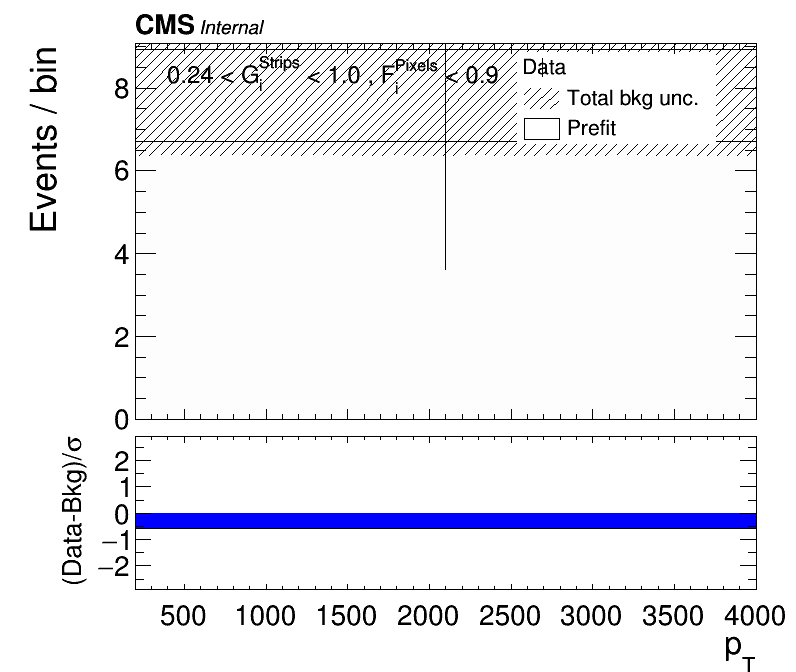 CMS Internal
0.24 < G_i^Strips < 1.0 , F_i^Pixels < 0.9
Data
Total bkg unc.
Prefit
Events / bin
8
6
4
2
0
(Data-Bkg)/σ
2
1
0
−1
−2
500 1000 1500 2000 2500 3000 3500 4000
p_T